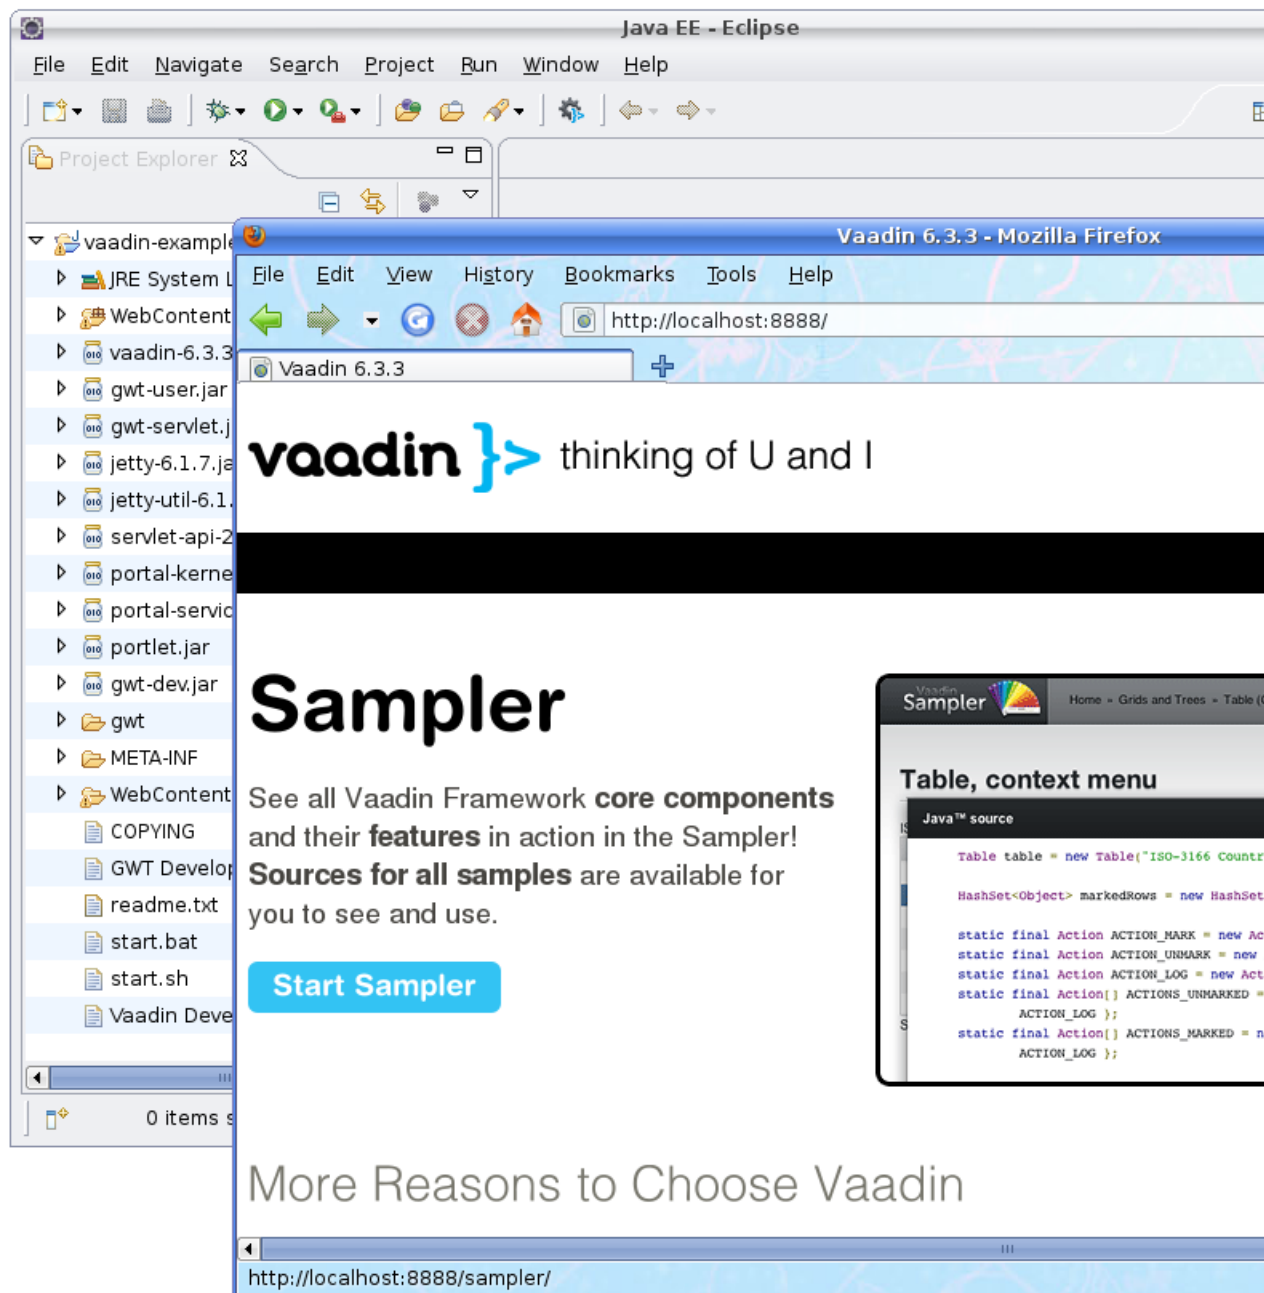 Java EE - Eclipse
File Edit Navigate Search Project Run Window Help
Project Explorer
vaadin-example
JRE System L
WebContent
vaadin-6.3.3
gwt-user.jar
gwt-servlet.j
jetty-6.1.7.ja
jetty-util-6.1.
servlet-api-2
portal-kerne
portal-servic
portlet.jar
gwt-dev.jar
gwt
META-INF
WebContent
COPYING
GWT Develop
readme.txt
start.bat
start.sh
Vaadin Deve
0 items s
Vaadin 6.3.3 - Mozilla Firefox
File Edit View History Bookmarks Tools Help
http://localhost:8888/
Vaadin 6.3.3
vaadin }> thinking of U and I
Sampler
See all Vaadin Framework core components
and their features in action in the Sampler!
Sources for all samples are available for
you to see and use.
Start Sampler
Vaadin
Sampler
Home » Grids and Trees » Table (
Table, context menu
IS
Java™ source
Table table = new Table("ISO-3166 Countr
HashSet<Object> markedRows = new HashSet
static final Action ACTION_MARK = new Ac
static final Action ACTION_UNMARK = new
static final Action ACTION_LOG = new Act
static final Action[] ACTIONS_UNMARKED =
ACTION_LOG };
static final Action[] ACTIONS_MARKED = n
ACTION_LOG };
S
More Reasons to Choose Vaadin
http://localhost:8888/sampler/